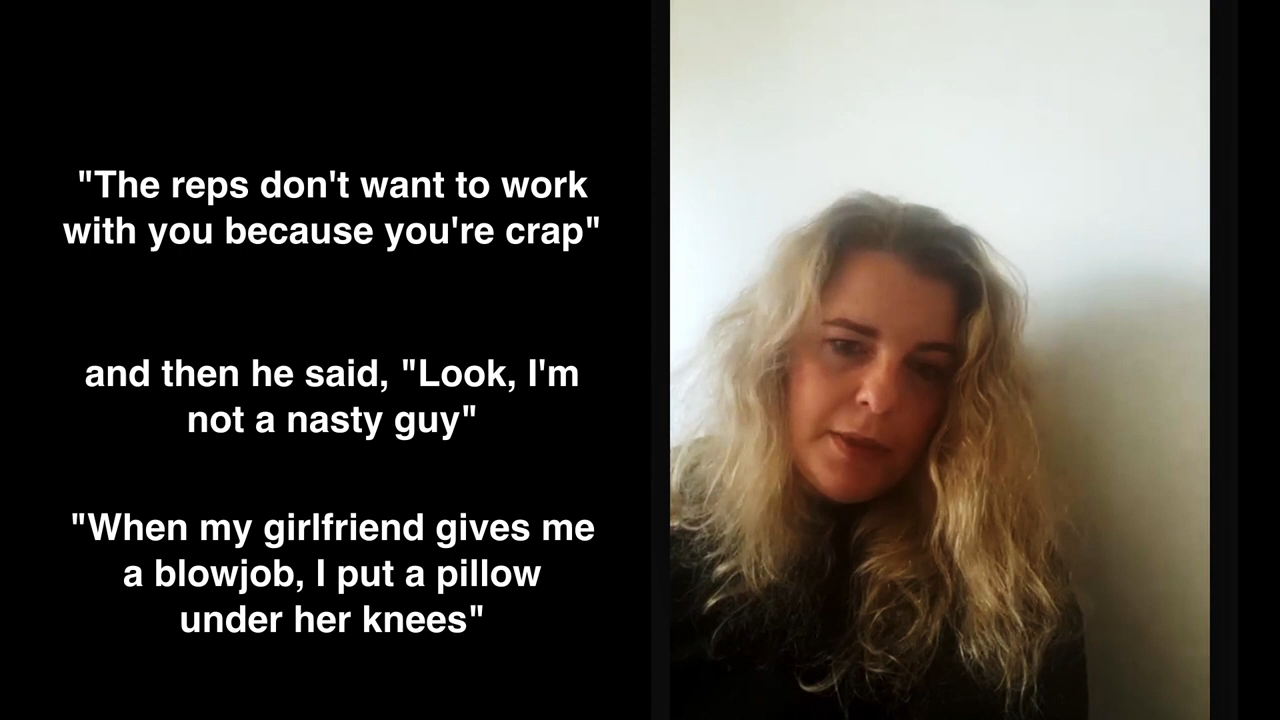 "The reps don't want to work
with you because you're crap"
and then he said, "Look, I'm
not a nasty guy"
"When my girlfriend gives me
a blowjob, I put a pillow
under her knees"